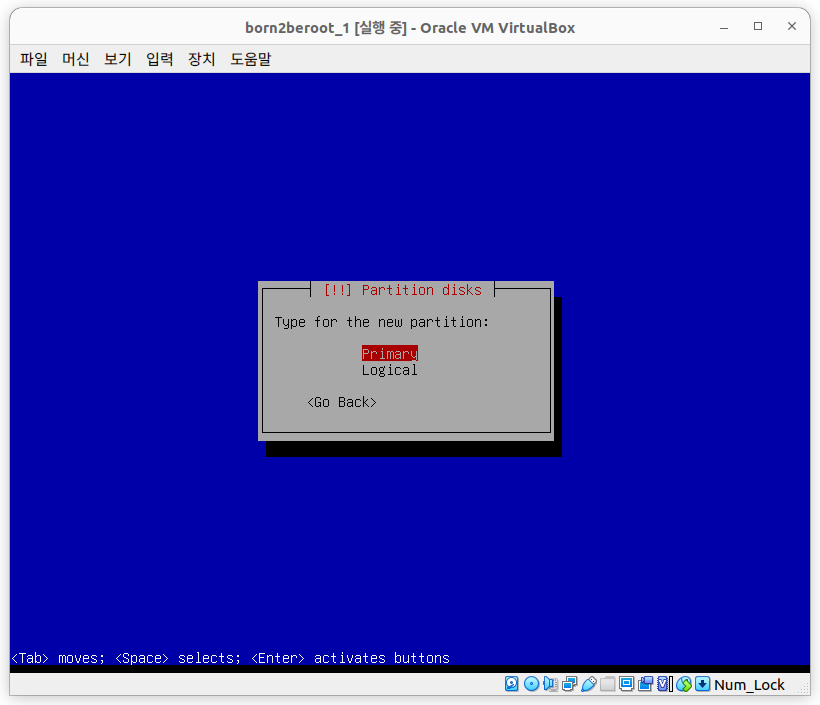 born2beroot_1 [실행 중] - Oracle VM VirtualBox
파일 머신 보기 입력 장치 도움말
[!!] Partition disks
Type for the new partition:
Primary
Logical
<Go Back>
<Tab> moves; <Space> selects; <Enter> activates buttons
Num_Lock